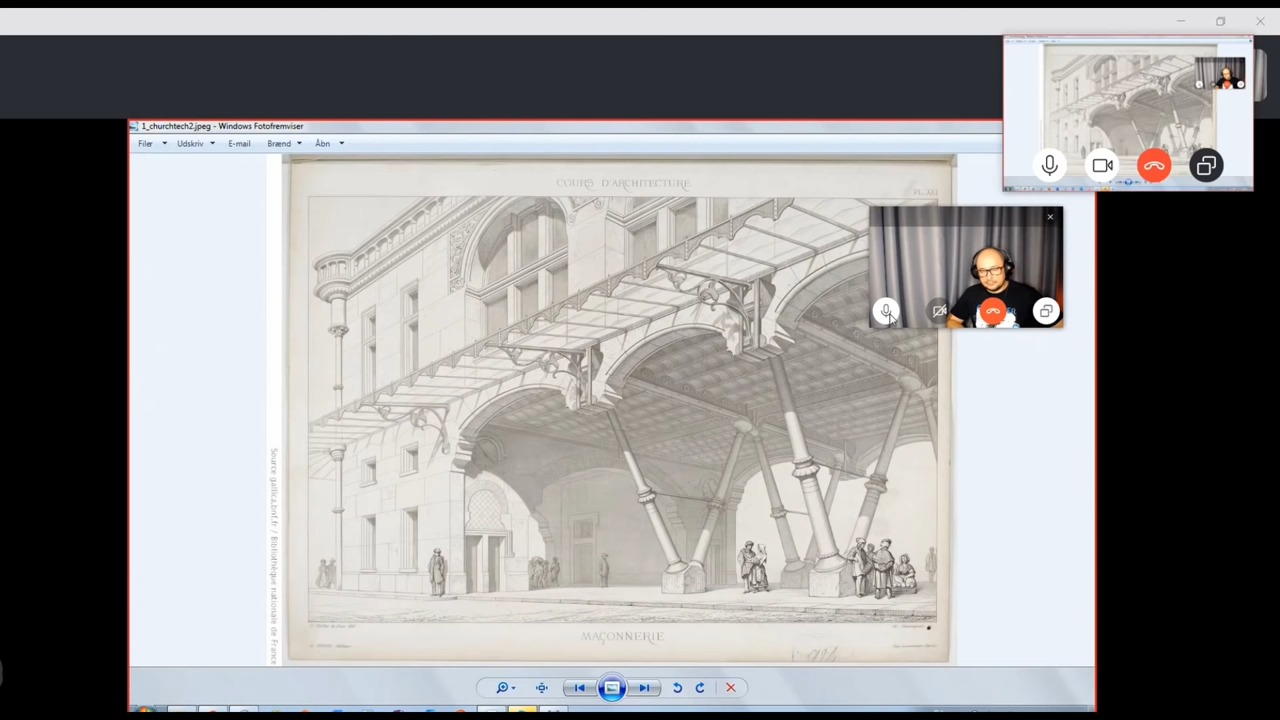 1_churchtech2.jpeg - Windows Fotofremviser
Filer
Udskriv
E-mail
Brænd
Åbn
COURS D'ARCHITECTURE
PL. XXI
Source gallica.bnf.fr / Bibliothèque nationale de France
MAÇONNERIE